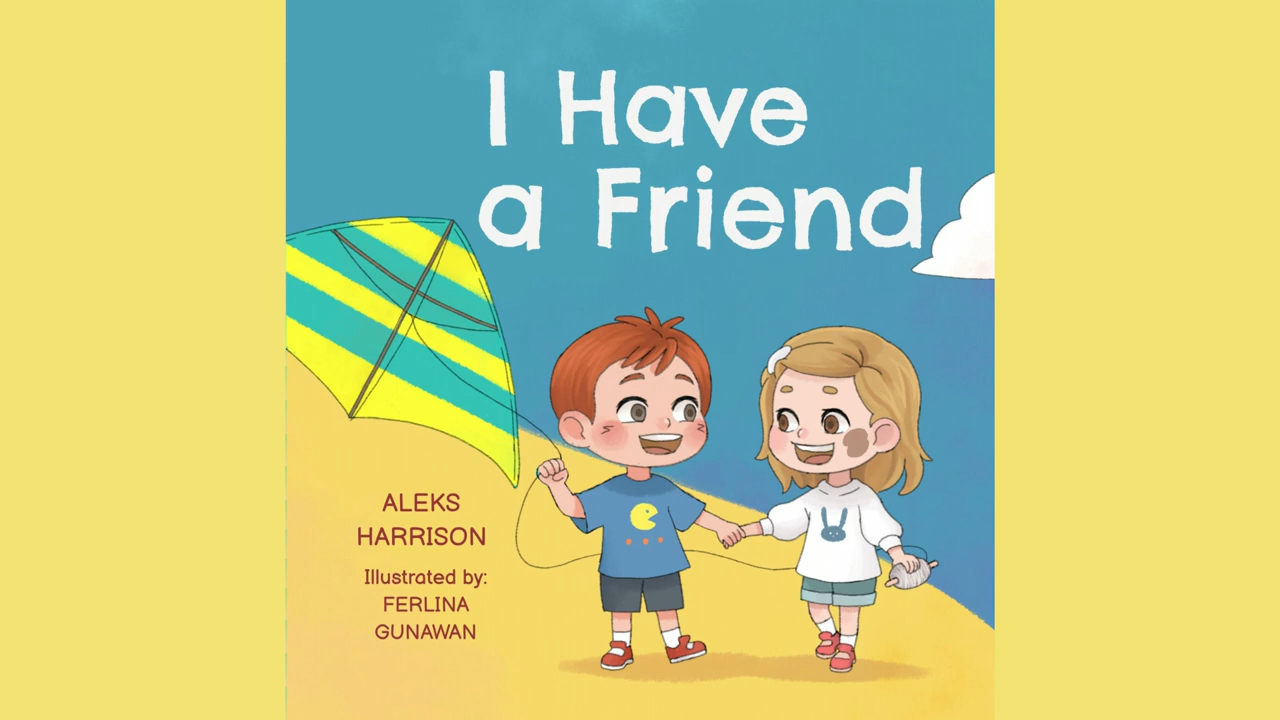 I Have
a Friend
ALEKS
HARRISON
Illustrated by:
FERLINA
GUNAWAN